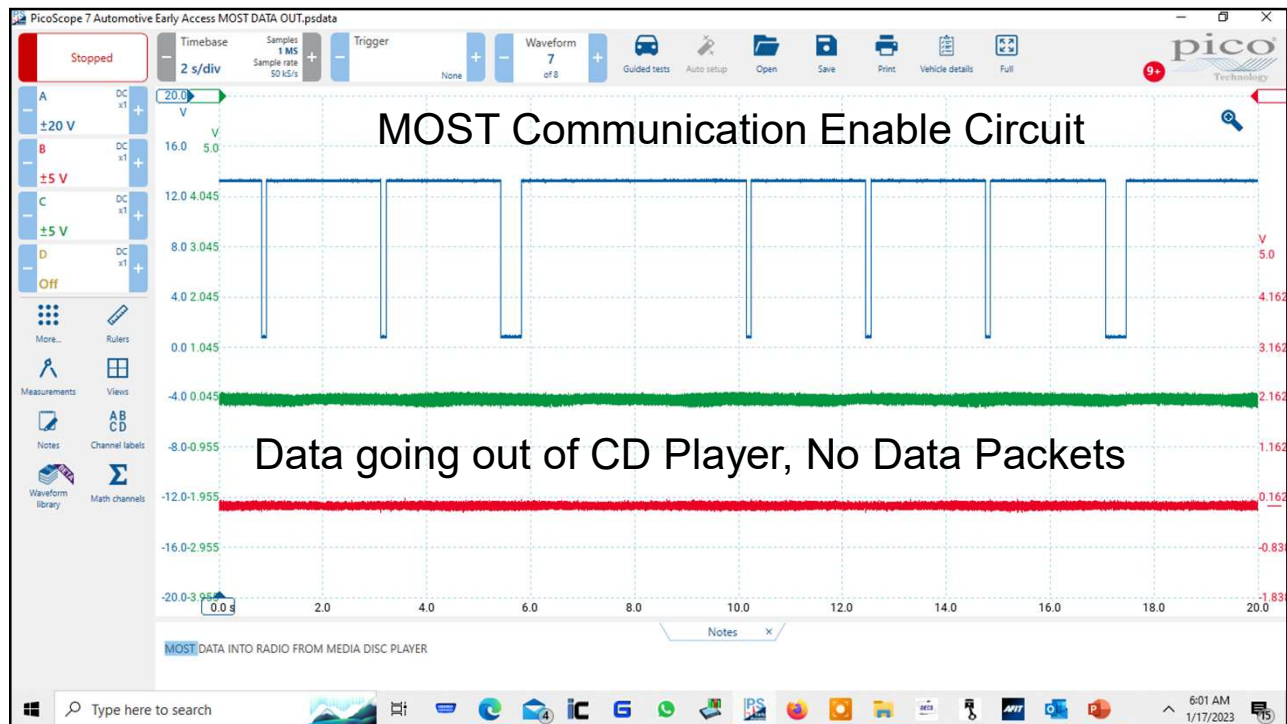 PicoScope 7 Automotive Early Access MOST DATA OUT.psdata
Stopped
Timebase
2 s/div
Samples
1 MS
Sample rate
50 kS/s
Trigger
None
Waveform
7
of 8
Guided tests
Auto setup
Open
Save
Print
Vehicle details
Full
9+
pico
Technology
A
DC
x1
±20 V
B
DC
x1
±5 V
C
DC
x1
±5 V
D
DC
x1
Off
More...
Rulers
Measurements
Views
Notes
Channel labels
A B
C D
Waveform
library
BETA
Math channels
MOST Communication Enable Circuit
20.0
V
V
16.0 5.0
12.0 4.045
8.0 3.045
4.0 2.045
0.0 1.045
-4.0 0.045
-8.0 -0.955
-12.0 -1.955
-16.0 -2.955
-20.0 -3.955
V
5.0
4.162
3.162
2.162
1.162
0.162
-0.838
-1.838
Data going out of CD Player, No Data Packets
0.0 s 2.0 4.0 6.0 8.0 10.0 12.0 14.0 16.0 18.0 20.0
Notes ×
MOST DATA INTO RADIO FROM MEDIA DISC PLAYER
Type here to search
6:01 AM
1/17/2023